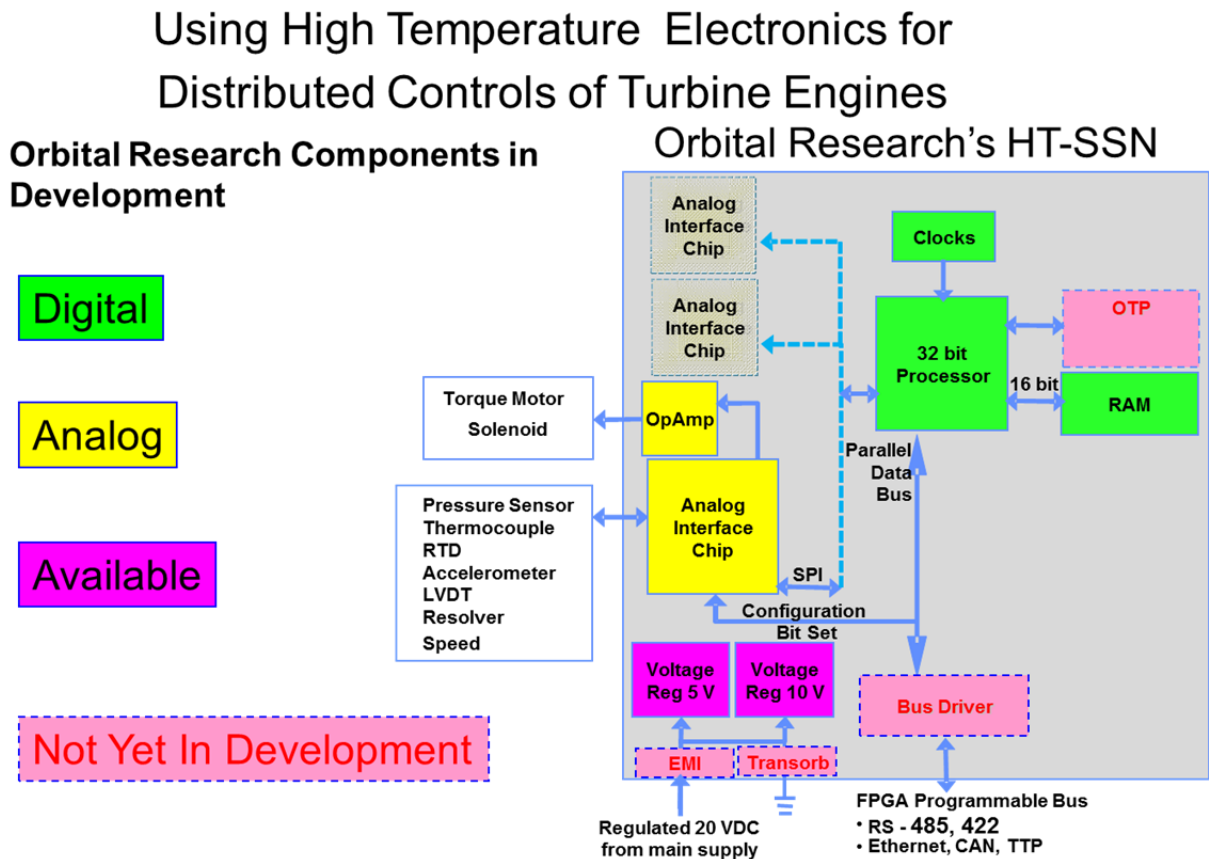 Using High Temperature Electronics for
Distributed Controls of Turbine Engines
Orbital Research Components in
Development
Orbital Research's HT-SSN
Digital
Analog
Available
Not Yet In Development
Analog
Interface
Chip
Analog
Interface
Chip
Clocks
OTP
32 bit
Processor
16 bit
RAM
Torque Motor
Solenoid
OpAmp
Parallel
Data
Bus
Pressure Sensor
Thermocouple
RTD
Accelerometer
LVDT
Resolver
Speed
Analog
Interface
Chip
SPI
Configuration
Bit Set
Voltage
Reg 5 V
Voltage
Reg 10 V
Bus Driver
EMI
Transorb
Regulated 20 VDC
from main supply
FPGA Programmable Bus
• RS - 485, 422
• Ethernet, CAN, TTP